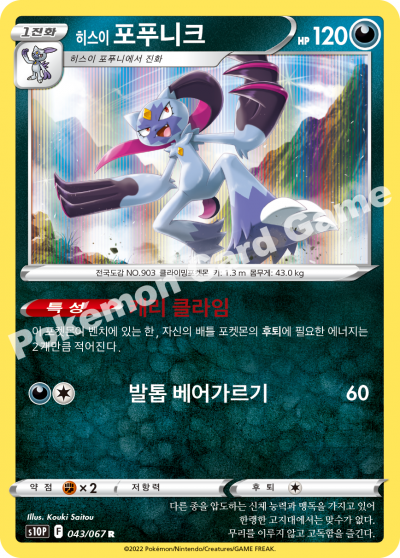 1진화
히스이 포푸니크
HP 120
히스이 포푸니에서 진화
전국도감 NO.903 클라이밍포켓몬 키: 1.3 m 몸무게: 43.0 kg
Pokémon Card Game
특성 캐리 클라임
이 포켓몬이 벤치에 있는 한, 자신의 배틀 포켓몬의 후퇴에 필요한 에너지는
2개만큼 적어진다.
발톱 베어가르기 60
약점 ×2 저항력 후퇴
Illus. Kouki Saitou
s10P F 043/067 R
다른 종을 압도하는 신체 능력과 맹독을 가지고 있어
한랭한 고지대에서는 맞수가 없다.
무리를 이루지 않고 고독함을 즐긴다.
©2022 Pokémon/Nintendo/Creatures/GAME FREAK.